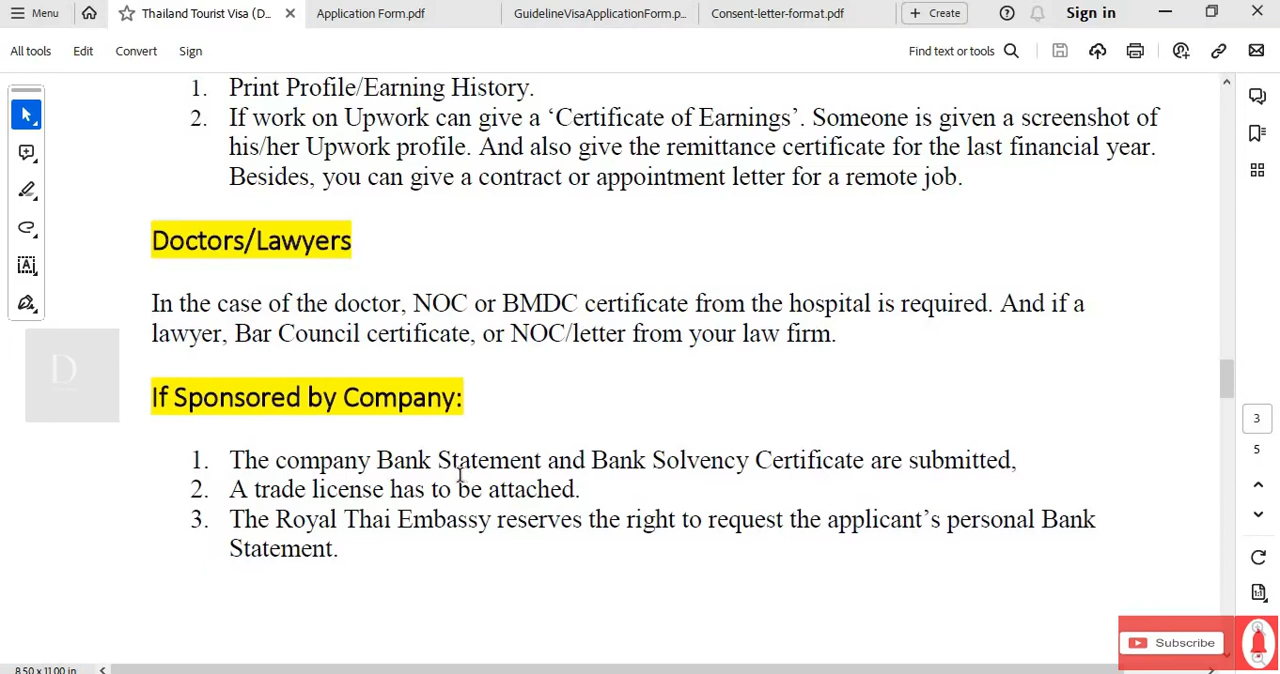 Menu
Thailand Tourist Visa (D...
Application Form.pdf
GuidelineVisaApplicationForm.p...
Consent-letter-format.pdf
Create
Sign in
All tools
Edit
Convert
Sign
Find text or tools
1. Print Profile/Earning History.
2. If work on Upwork can give a ‘Certificate of Earnings’. Someone is given a screenshot of
his/her Upwork profile. And also give the remittance certificate for the last financial year.
Besides, you can give a contract or appointment letter for a remote job.
Doctors/Lawyers
In the case of the doctor, NOC or BMDC certificate from the hospital is required. And if a
lawyer, Bar Council certificate, or NOC/letter from your law firm.
D
If Sponsored by Company:
1. The company Bank Statement and Bank Solvency Certificate are submitted,
2. A trade license has to be attached.
3. The Royal Thai Embassy reserves the right to request the applicant’s personal Bank
Statement.
3
5
Subscribe
8.50 x 11.00 in